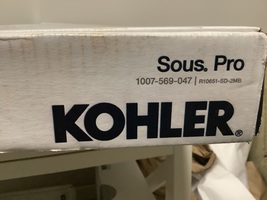 Sous. Pro
1007-569-047 | R10651-SD-2MB
KOHLER®